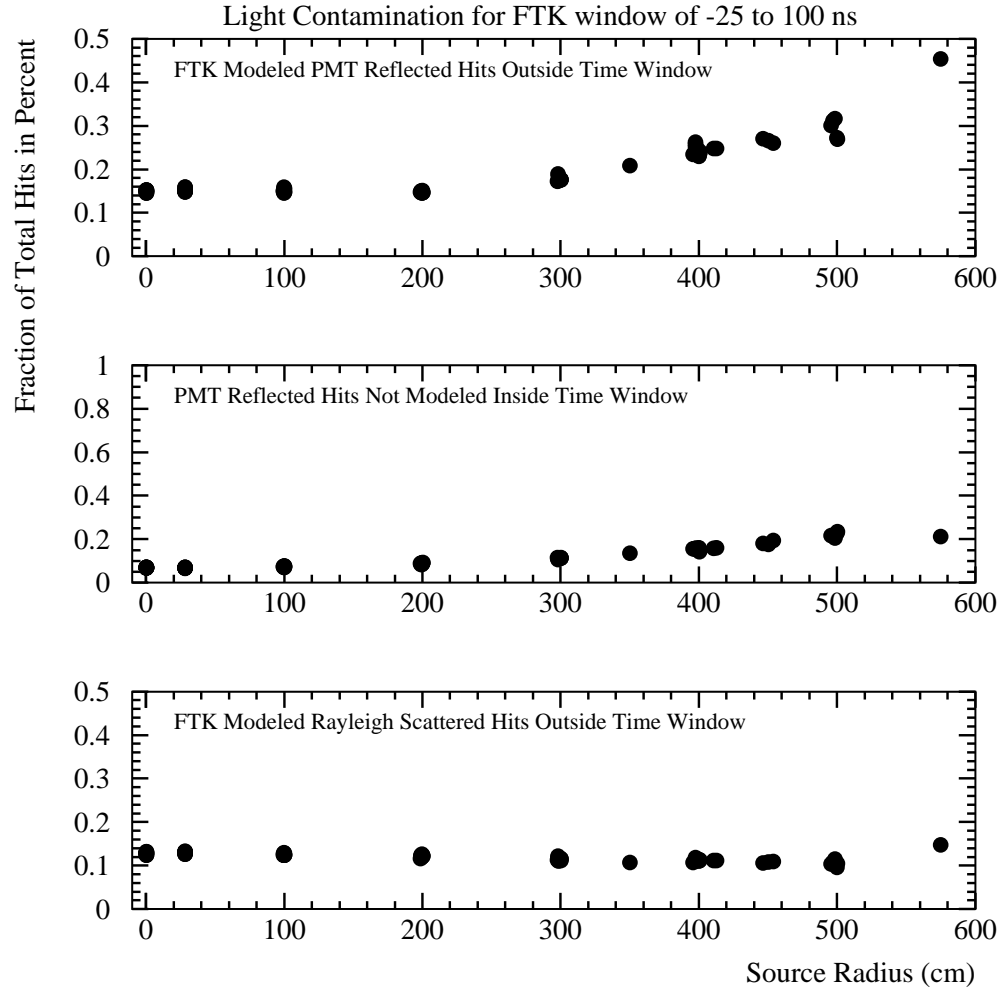 Light Contamination for FTK window of -25 to 100 ns
Fraction of Total Hits in Percent
FTK Modeled PMT Reflected Hits Outside Time Window
0.5
0.4
0.3
0.2
0.1
0
0 100 200 300 400 500 600
PMT Reflected Hits Not Modeled Inside Time Window
1
0.8
0.6
0.4
0.2
0
0 100 200 300 400 500 600
FTK Modeled Rayleigh Scattered Hits Outside Time Window
0.5
0.4
0.3
0.2
0.1
0
0 100 200 300 400 500 600
Source Radius (cm)